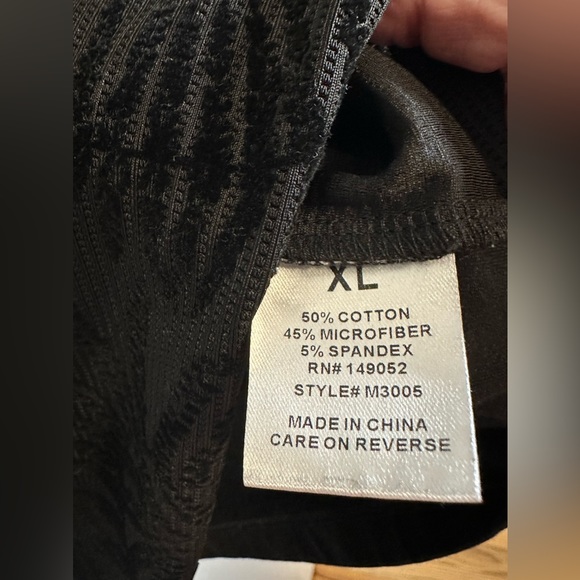 XL
50% COTTON
45% MICROFIBER
5% SPANDEX
RN# 149052
STYLE# M3005
MADE IN CHINA
CARE ON REVERSE